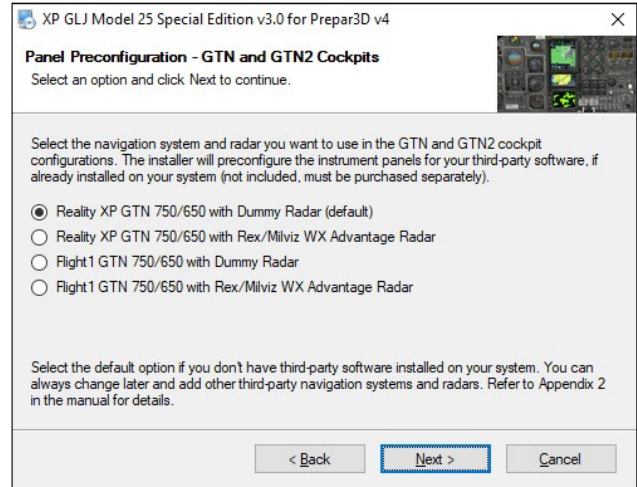 XP GLJ Model 25 Special Edition v3.0 for Prepar3D v4
Panel Preconfiguration - GTN and GTN2 Cockpits
Select an option and click Next to continue.
Select the navigation system and radar you want to use in the GTN and GTN2 cockpit
configurations. The installer will preconfigure the instrument panels for your third-party software, if
already installed on your system (not included, must be purchased separately).
Reality XP GTN 750/650 with Dummy Radar (default)
Reality XP GTN 750/650 with Rex/Milviz WX Advantage Radar
Flight1 GTN 750/650 with Dummy Radar
Flight1 GTN 750/650 with Rex/Milviz WX Advantage Radar
Select the default option if you don't have third-party software installed on your system. You can
always change later and add other third-party navigation systems and radars. Refer to Appendix 2
in the manual for details.
< Back
Next >
Cancel